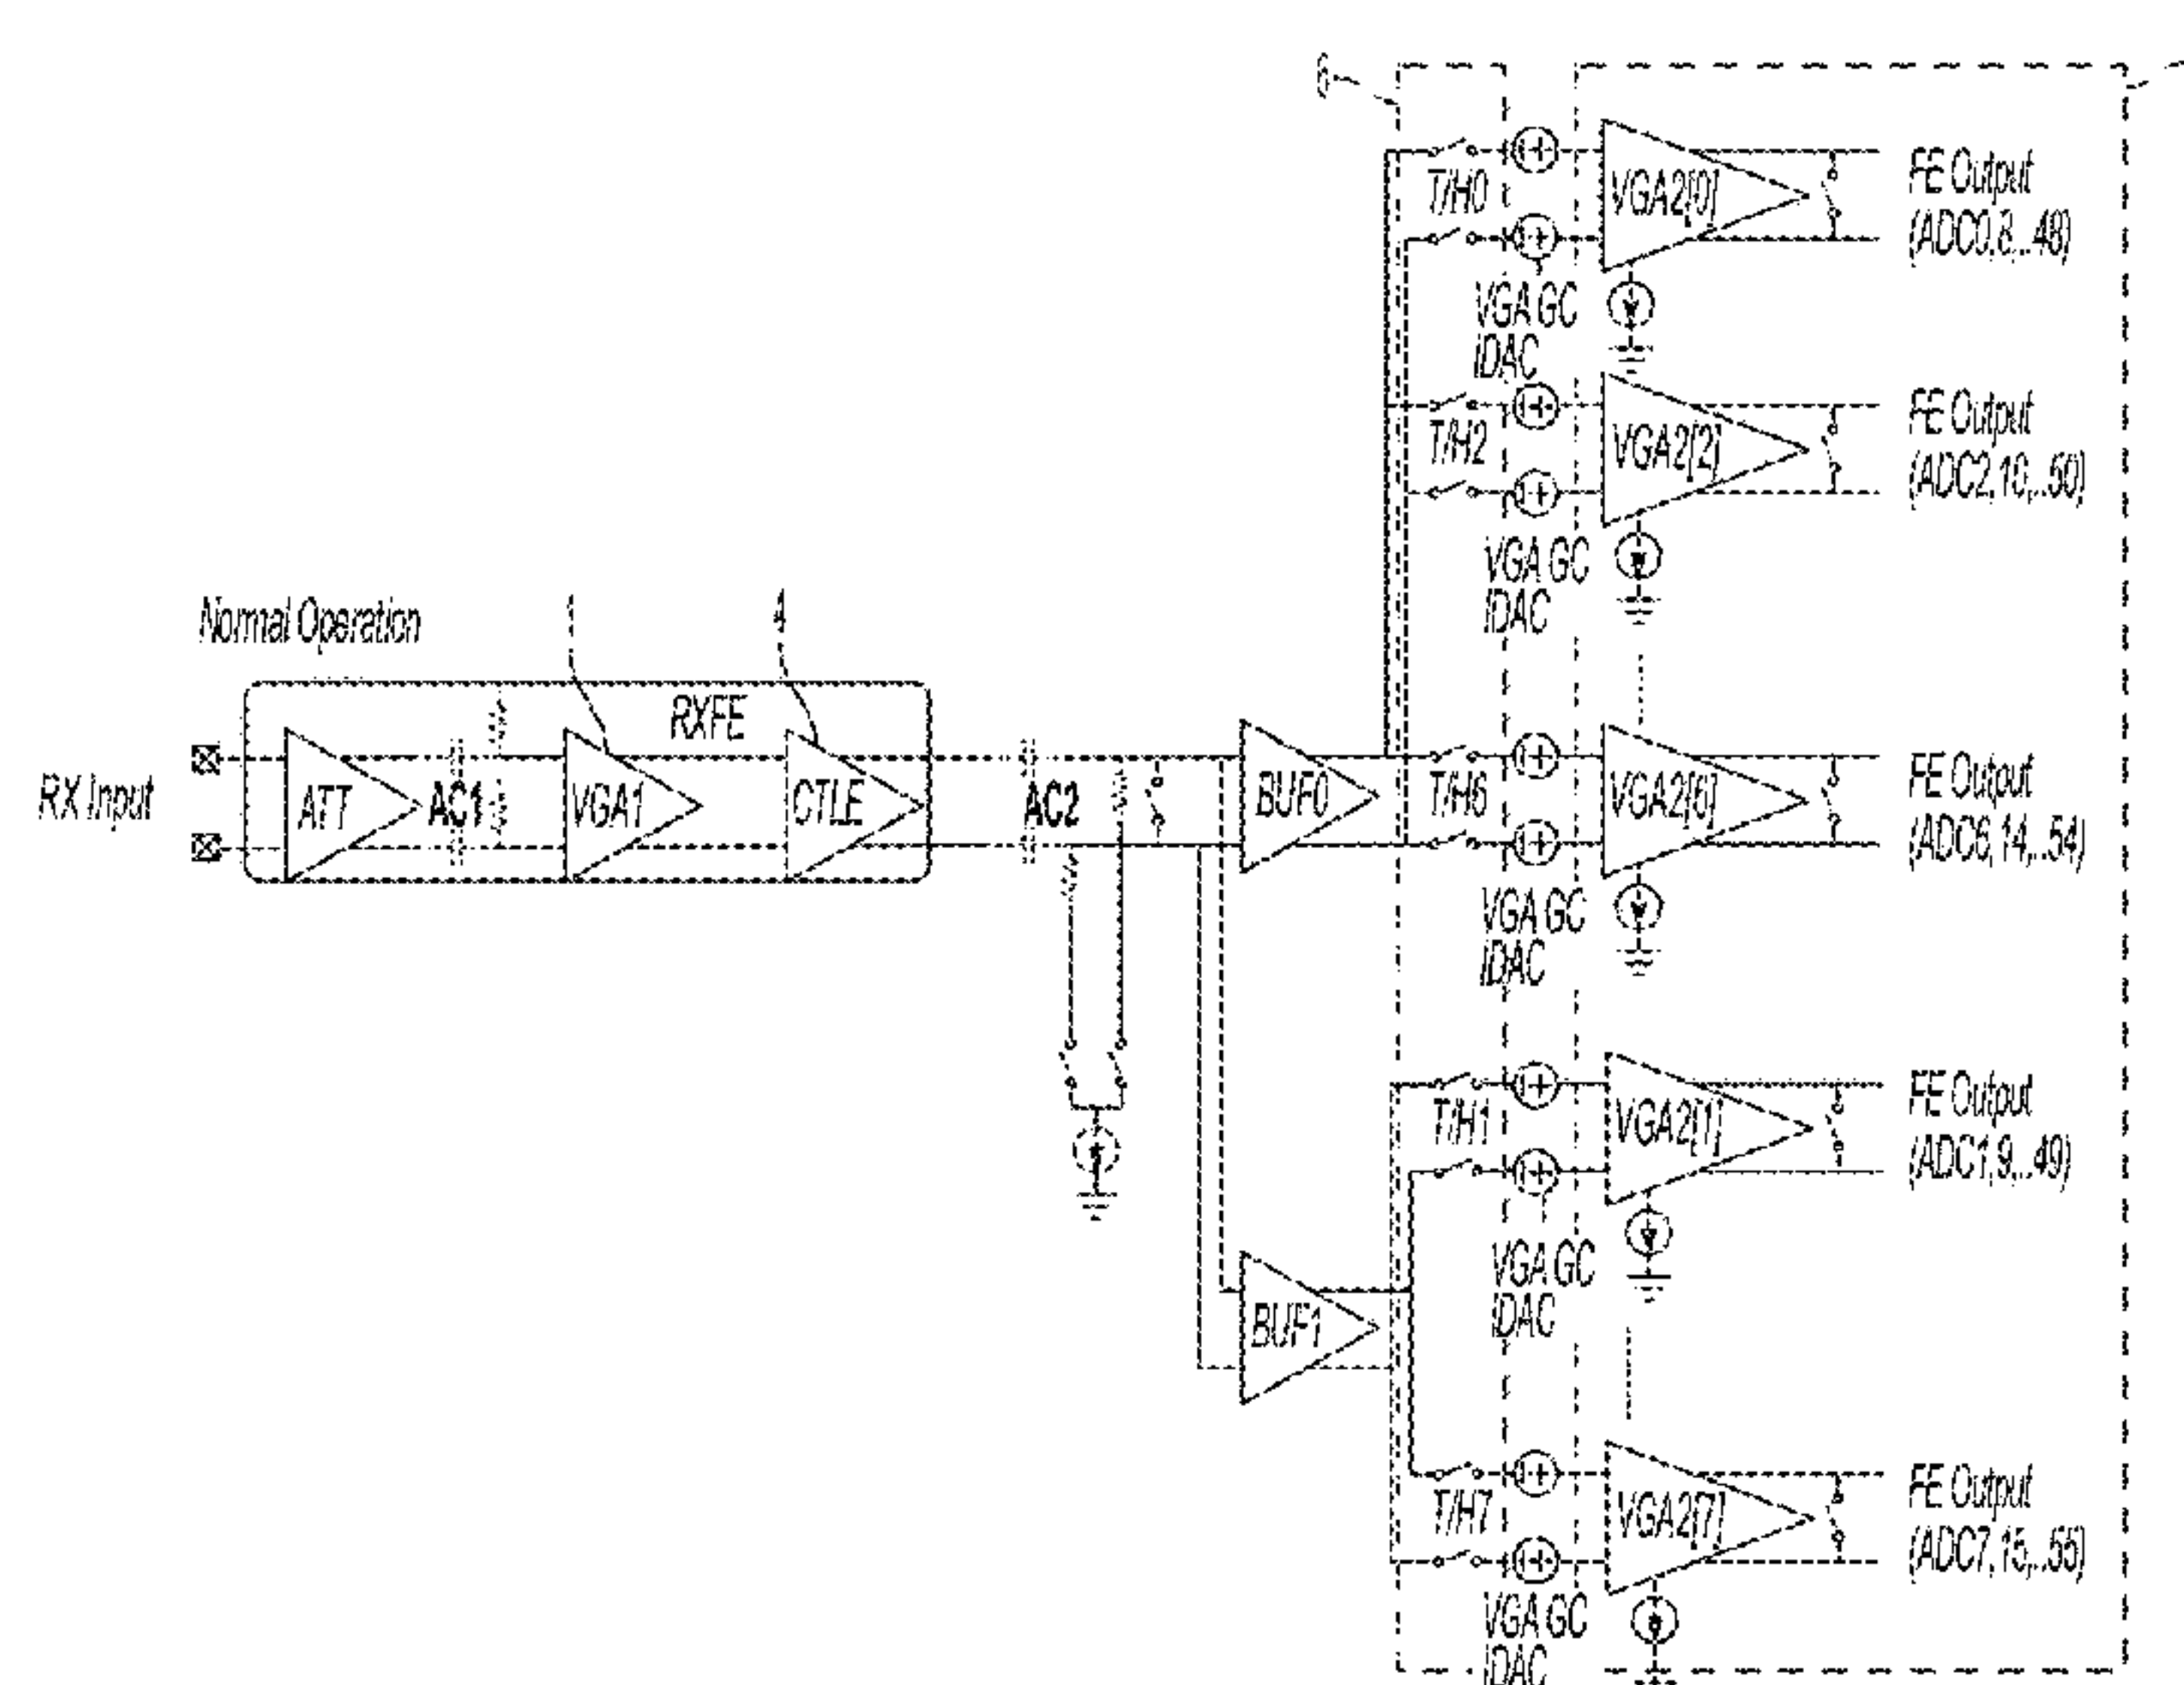 6
T/H0
VGA2[0]
FE Output
(ADC0,8,..48)
VGA GC
IDAC
T/H2
VGA2[2]
FE Output
(ADC2,10,..50)
VGA GC
IDAC
Normal Operation
1
4
RXFE
RX Input
ATT
AC1
VGA1
CTLE
AC2
BUF0
T/H6
VGA2[6]
FE Output
(ADC6,14,..54)
VGA GC
IDAC
T/H1
VGA2[1]
FE Output
(ADC1,9,..49)
VGA GC
IDAC
BUF1
T/H7
VGA2[7]
FE Output
(ADC7,15,..55)
VGA GC
IDAC